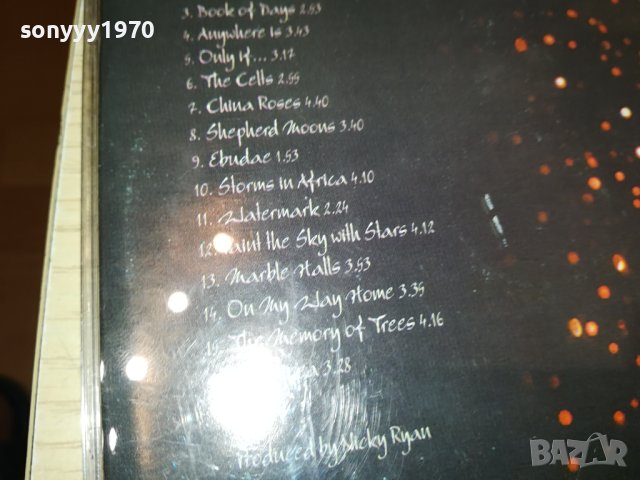 sonyyy1970
3. Book of Days 2.53
4. Anywhere Is 3.43
5. Only If... 3.17
6. The Celts 2.55
7. China Roses 4.40
8. Shepherd Moons 3.40
9. Ebudae 1.53
10. Storms in Africa 4.10
11. Watermark 2.24
12. Paint the Sky with Stars 4.12
13. Marble Halls 3.53
14. On My Way Home 3.35
15. The Memory of Trees 4.16
3.28
Produced by Nicky Ryan
BAZAR